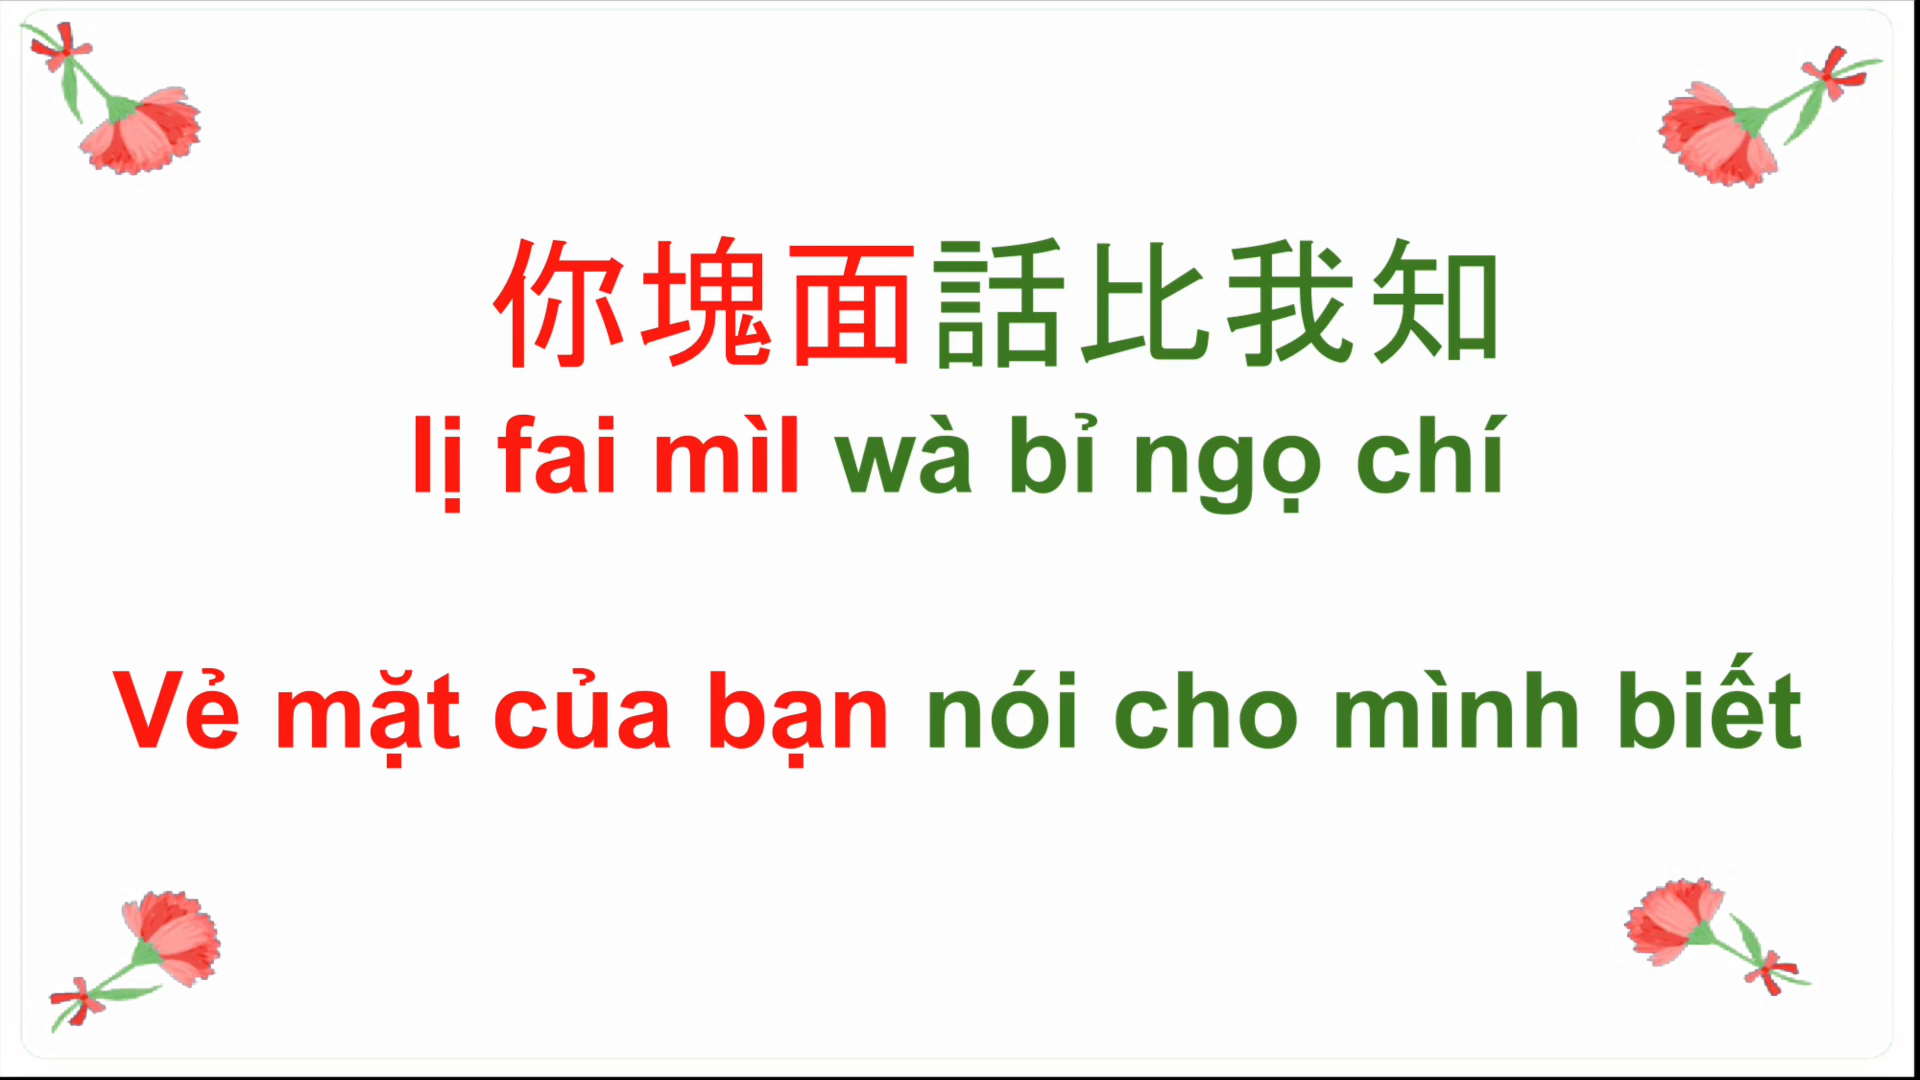 你塊面話比我知
lị fai mìl wà bỉ ngọ chí
Vẻ mặt của bạn nói cho mình biết